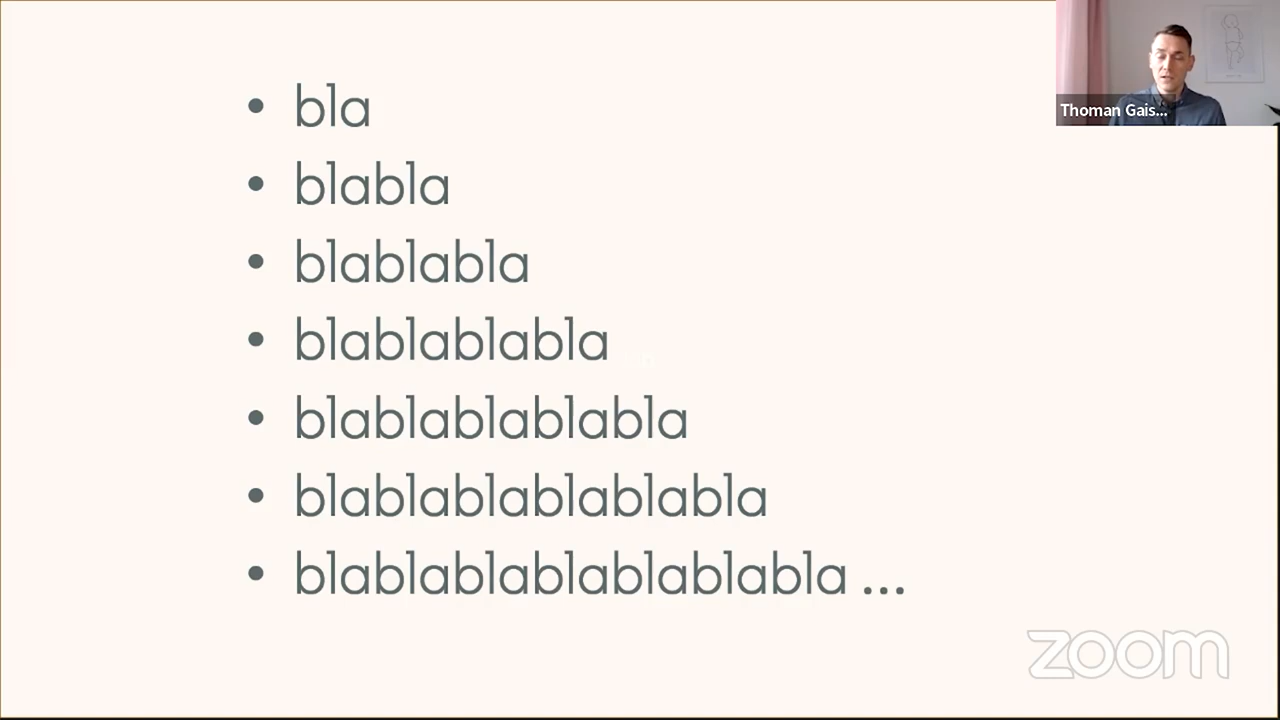 • bla
• blabla
• blablabla
• blablablabla
• blablablablabla
• blablablablablabla
• blablablablablablabla ...
Thoman Gais...
zoom